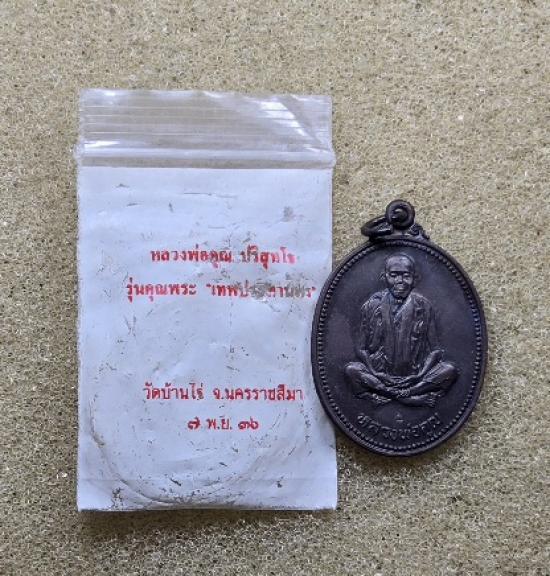 หลวงพ่อคูณ ปริสุทโธ
รุ่นคุณพระ "เทพประทานพร"
วัดบ้านไร่ จ.นครราชสีมา
๗ พ.ย. ๓๖
หลวงพ่อคูณ